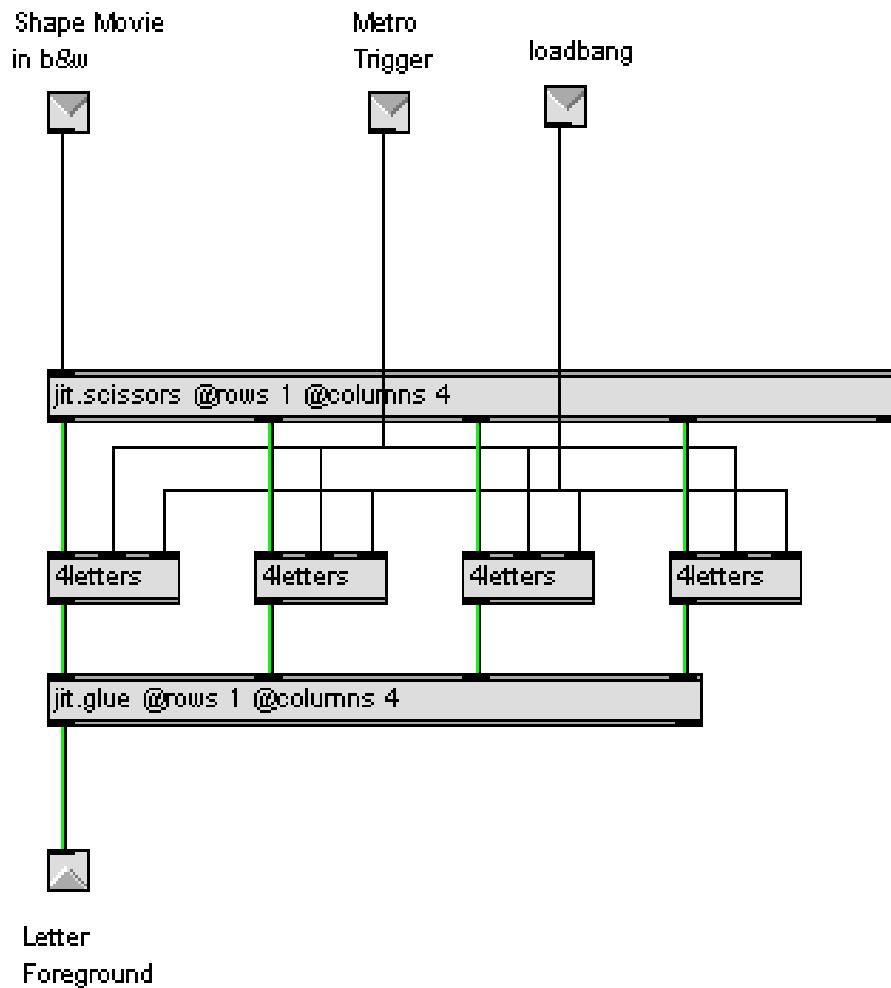 Shape Movie
in b&w
Metro
Trigger
loadbang
jit.scissors @rows 1 @columns 4
4letters
4letters
4letters
4letters
jit.glue @rows 1 @columns 4
Letter
Foreground